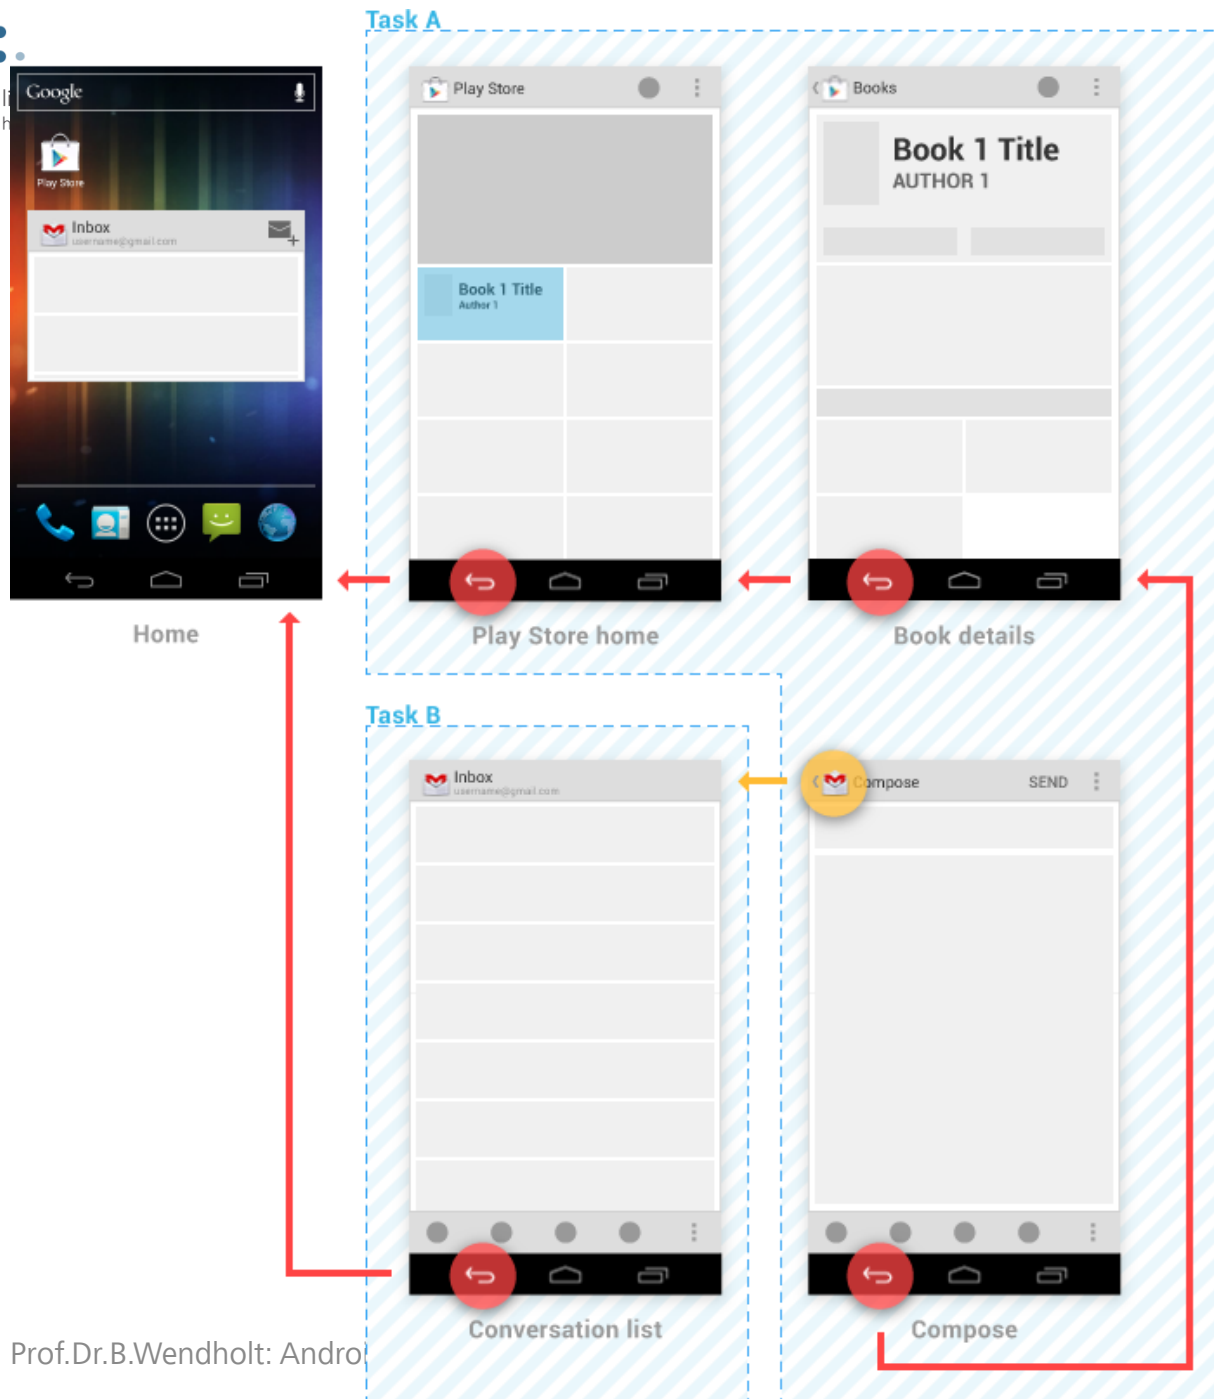 Task A
Google
Play Store
Inbox
username@gmail.com
Home
Play Store
Book 1 Title
Author 1
Play Store home
Books
Book 1 Title
AUTHOR 1
Book details
Task B
Inbox
username@gmail.com
Conversation list
Compose
SEND
Compose
Prof.Dr.B.Wendholt: